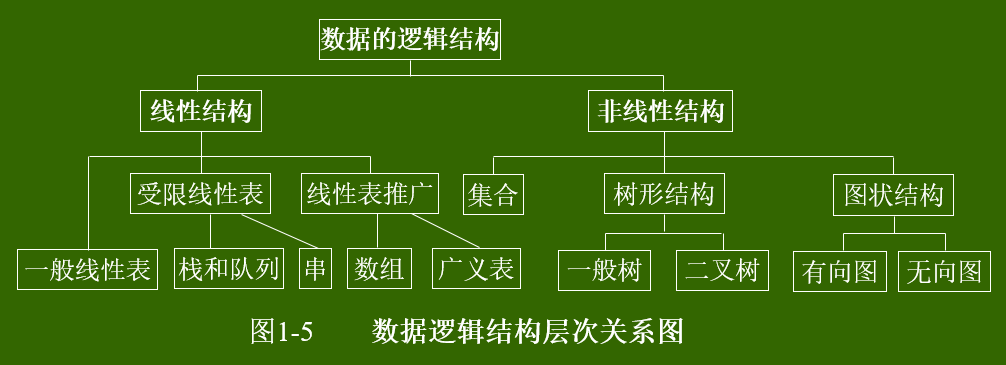 数据的逻辑结构
线性结构
非线性结构
受限线性表
线性表推广
集合
树形结构
图状结构
一般线性表
栈和队列
串
数组
广义表
一般树
二叉树
有向图
无向图
图1-5 数据逻辑结构层次关系图